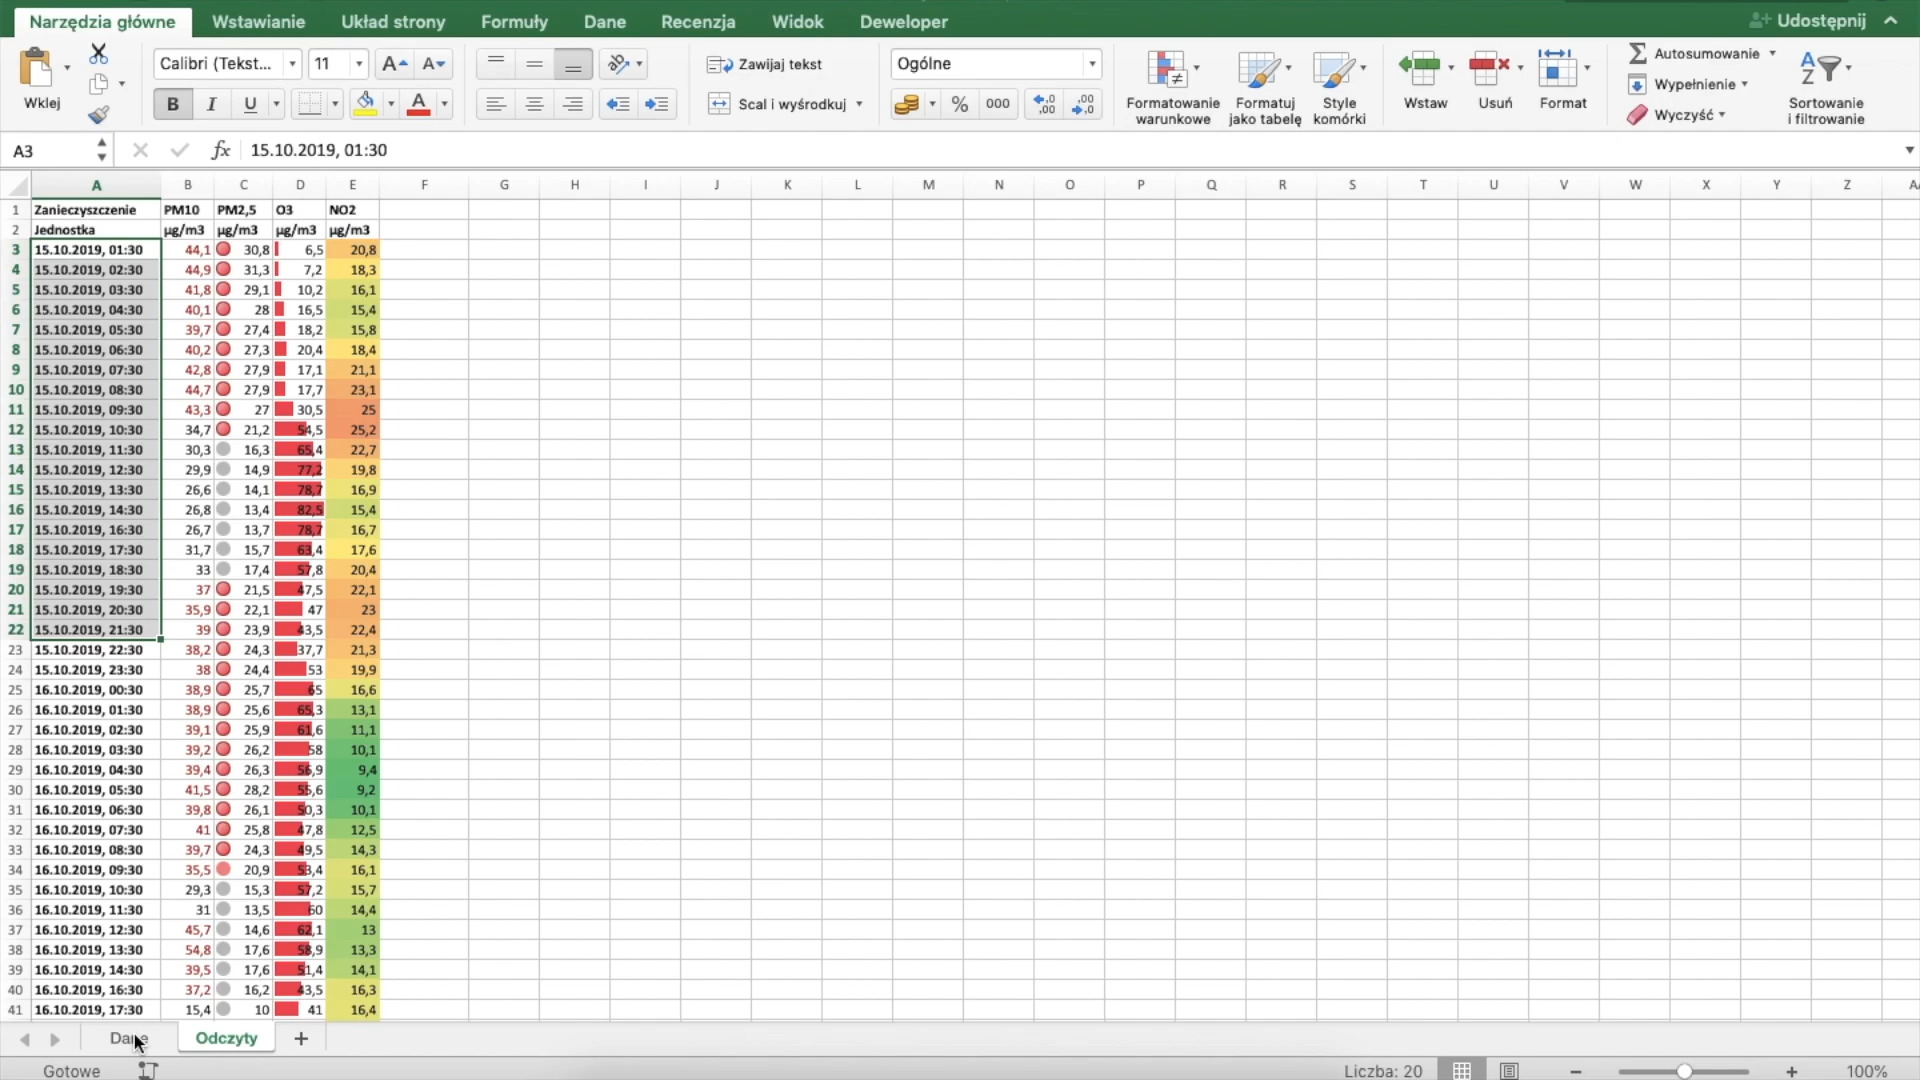 Narzędzia główne Wstawianie Układ strony Formuły Dane Recenzja Widok Deweloper Udostępnij
Wklej
Calibri (Tekst... 11 A A
B I U A
Zawijaj tekst
Scal i wyśrodkuj
Ogólne
% 000 ,00 ,00
Formatowanie warunkowe
Formatuj jako tabelę
Style komórki
Wstaw
Usuń
Format
Autosumowanie
Wypełnienie
Wyczyść
Sortowanie i filtrowanie
A3 fx 15.10.2019, 01:30
A B C D E F G H I J K L M N O P Q R S T U V W X Y Z
1 Zanieczyszczenie PM10 PM2,5 O3 NO2
2 Jednostka µg/m3 µg/m3 µg/m3 µg/m3
3 15.10.2019, 01:30 44,1 30,8 6,5 20,8
4 15.10.2019, 02:30 44,9 31,3 7,2 18,3
5 15.10.2019, 03:30 41,8 29,1 10,2 16,1
6 15.10.2019, 04:30 40,1 28 16,5 15,4
7 15.10.2019, 05:30 39,7 27,4 18,2 15,8
8 15.10.2019, 06:30 40,2 27,3 20,4 18,4
9 15.10.2019, 07:30 42,8 27,9 17,1 21,1
10 15.10.2019, 08:30 44,7 27,9 17,7 23,1
11 15.10.2019, 09:30 43,3 27 30,5 25
12 15.10.2019, 10:30 34,7 21,2 54,5 25,2
13 15.10.2019, 11:30 30,3 16,3 65,4 22,7
14 15.10.2019, 12:30 29,9 14,9 77,2 19,8
15 15.10.2019, 13:30 26,6 14,1 78,7 16,9
16 15.10.2019, 14:30 26,8 13,4 82,5 15,4
17 15.10.2019, 16:30 26,7 13,7 78,7 16,7
18 15.10.2019, 17:30 31,7 15,7 63,4 17,6
19 15.10.2019, 18:30 33 17,4 57,8 20,4
20 15.10.2019, 19:30 37 21,5 47,5 22,1
21 15.10.2019, 20:30 35,9 22,1 47 23
22 15.10.2019, 21:30 39 23,9 43,5 22,4
23 15.10.2019, 22:30 38,2 24,3 37,7 21,3
24 15.10.2019, 23:30 38 24,4 53 19,9
25 16.10.2019, 00:30 38,9 25,7 65 16,6
26 16.10.2019, 01:30 38,9 25,6 65,3 13,1
27 16.10.2019, 02:30 39,1 25,9 61,6 11,1
28 16.10.2019, 03:30 39,2 26,2 58 10,1
29 16.10.2019, 04:30 39,4 26,3 56,9 9,4
30 16.10.2019, 05:30 41,5 28,2 55,6 9,2
31 16.10.2019, 06:30 39,8 26,1 50,3 10,1
32 16.10.2019, 07:30 41 25,8 47,8 12,5
33 16.10.2019, 08:30 39,7 24,3 49,5 14,3
34 16.10.2019, 09:30 35,5 20,9 53,4 16,1
35 16.10.2019, 10:30 29,3 15,3 57,2 15,7
36 16.10.2019, 11:30 31 13,5 60 14,4
37 16.10.2019, 12:30 45,7 14,6 62,1 13
38 16.10.2019, 13:30 54,8 17,6 58,9 13,3
39 16.10.2019, 14:30 39,5 17,6 51,4 14,1
40 16.10.2019, 16:30 37,2 16,2 43,5 16,3
41 16.10.2019, 17:30 15,4 10 41 16,4
Dane Odczyty +
Gotowe Liczba: 20 100%